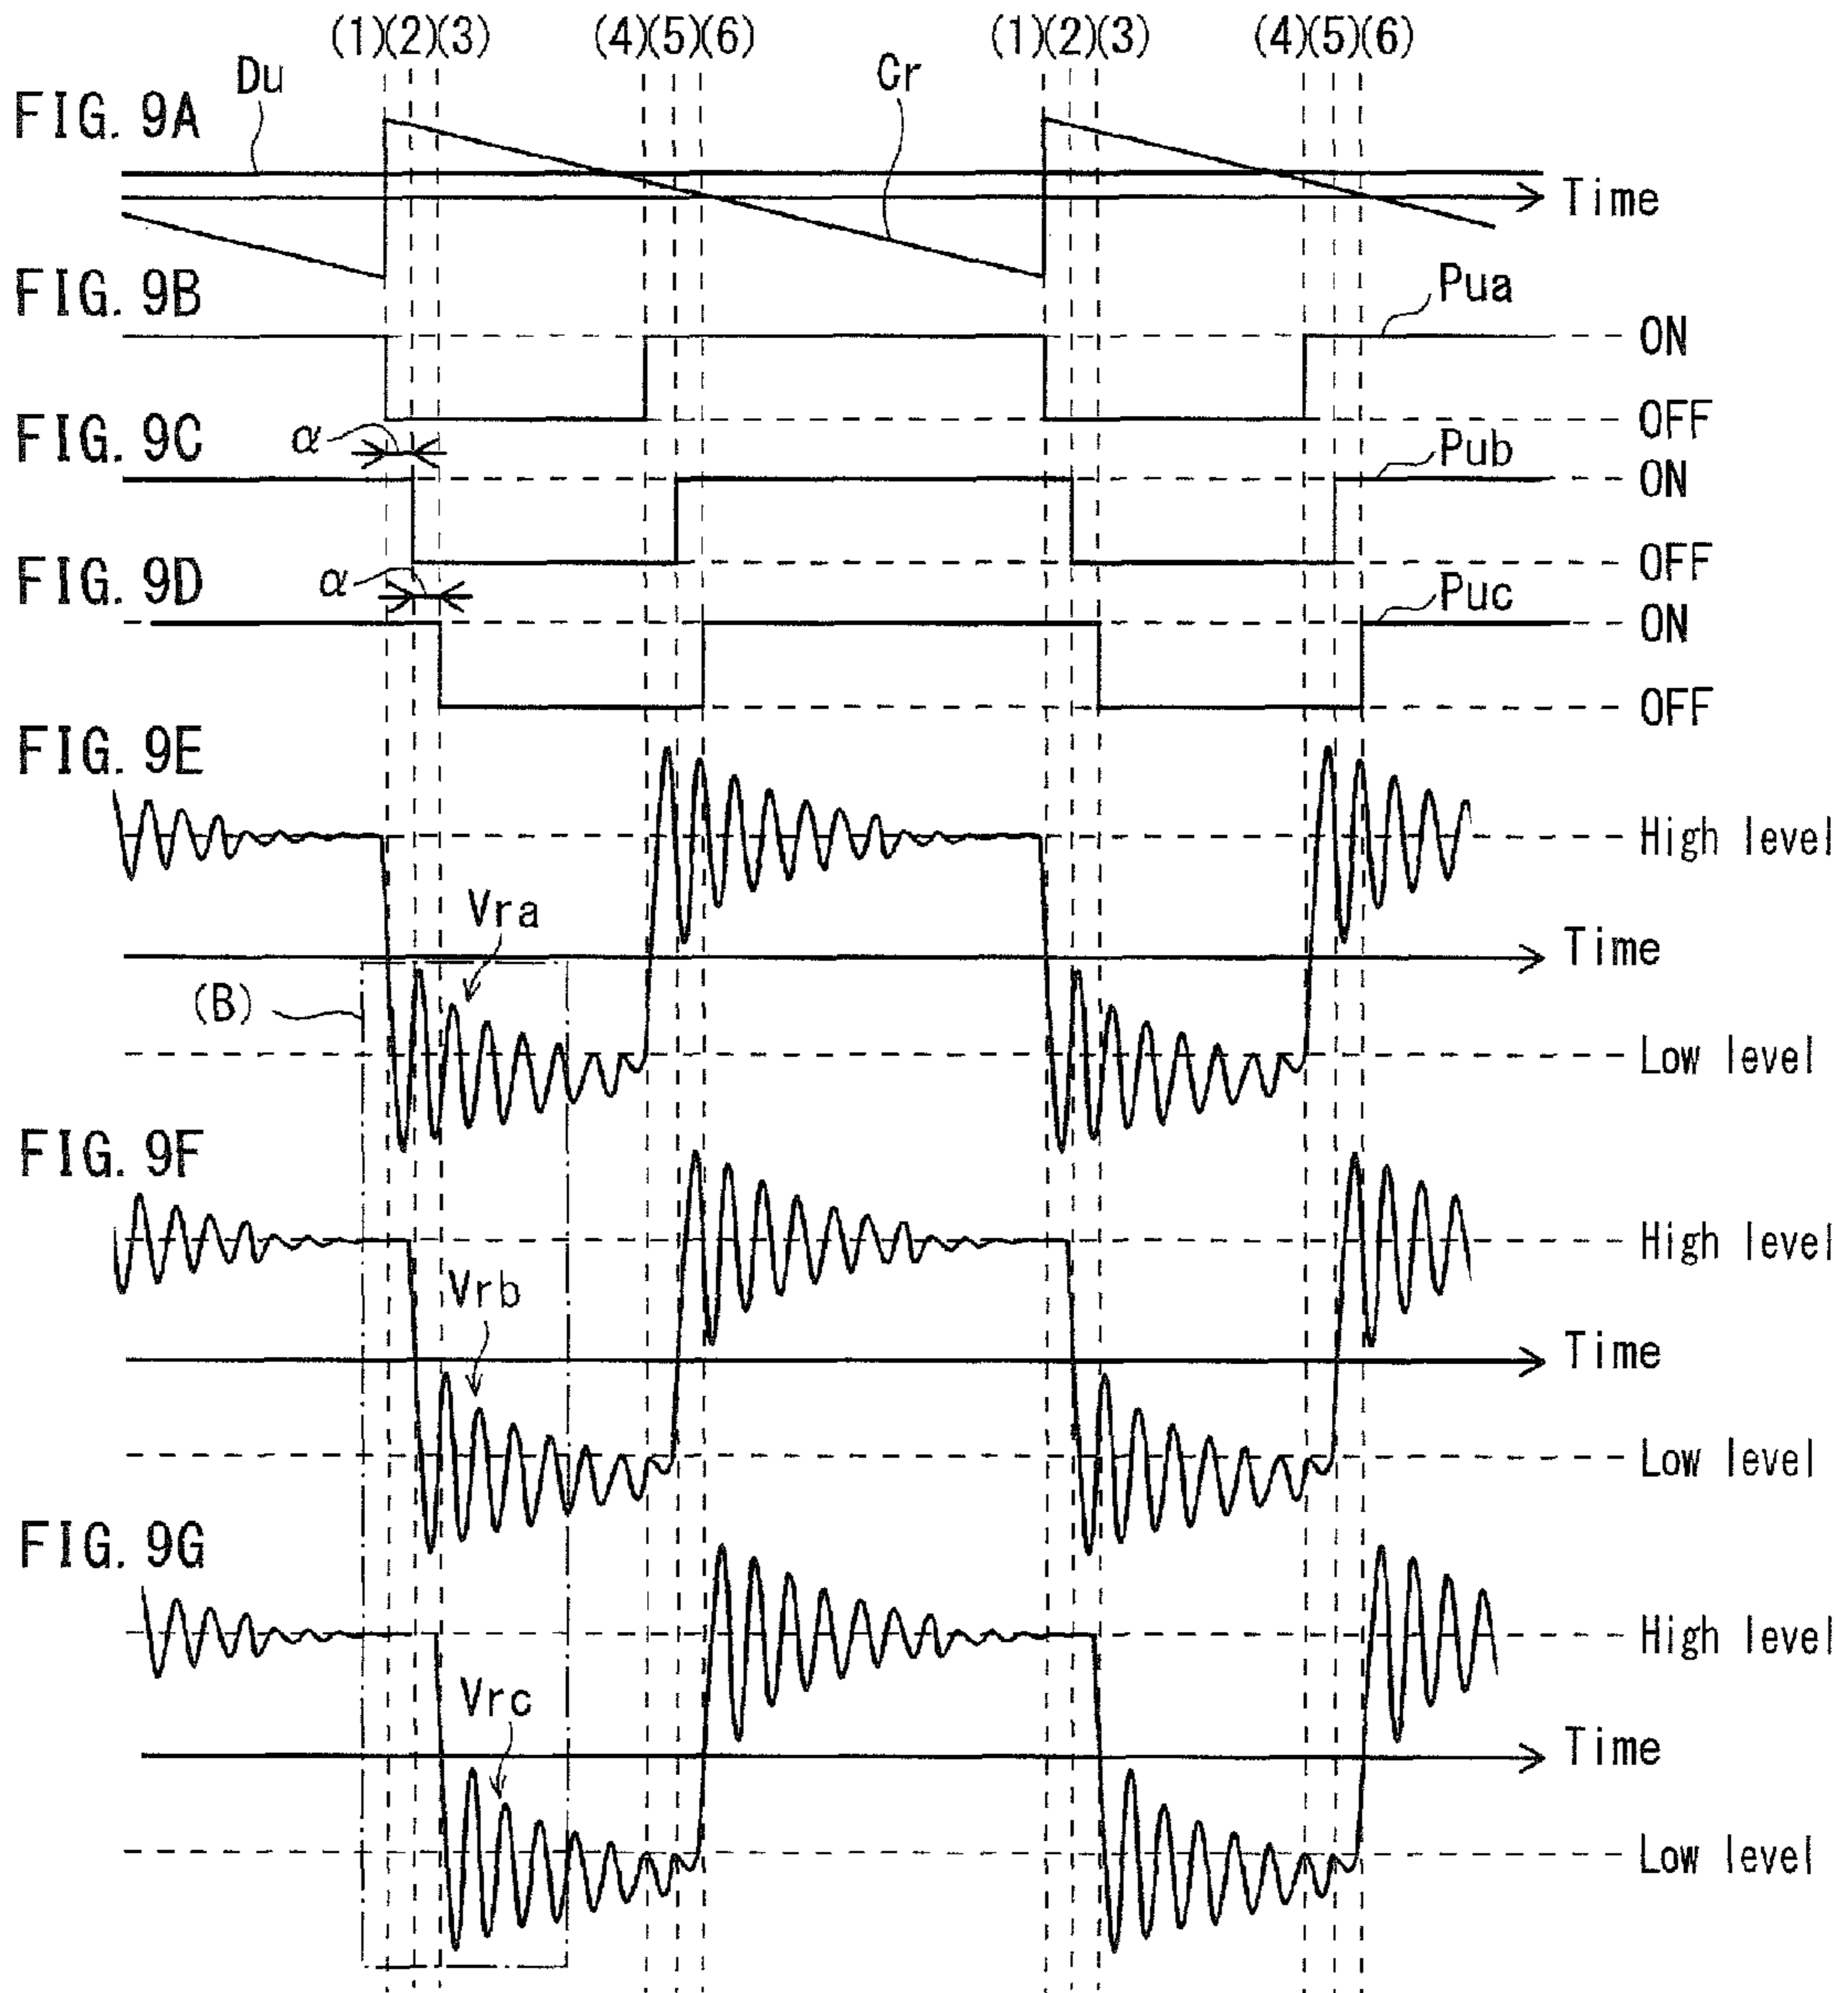 (1)(2)(3) (4)(5)(6) (1)(2)(3) (4)(5)(6)
Du Cr
FIG. 9A
Time
FIG. 9B
Pua
ON
OFF
FIG. 9C
α
Pub
ON
OFF
FIG. 9D
α
Puc
ON
OFF
FIG. 9E
High level
Vra
Time
(B)
Low level
FIG. 9F
High level
Vrb
Time
Low level
FIG. 9G
High level
Vrc
Time
Low level